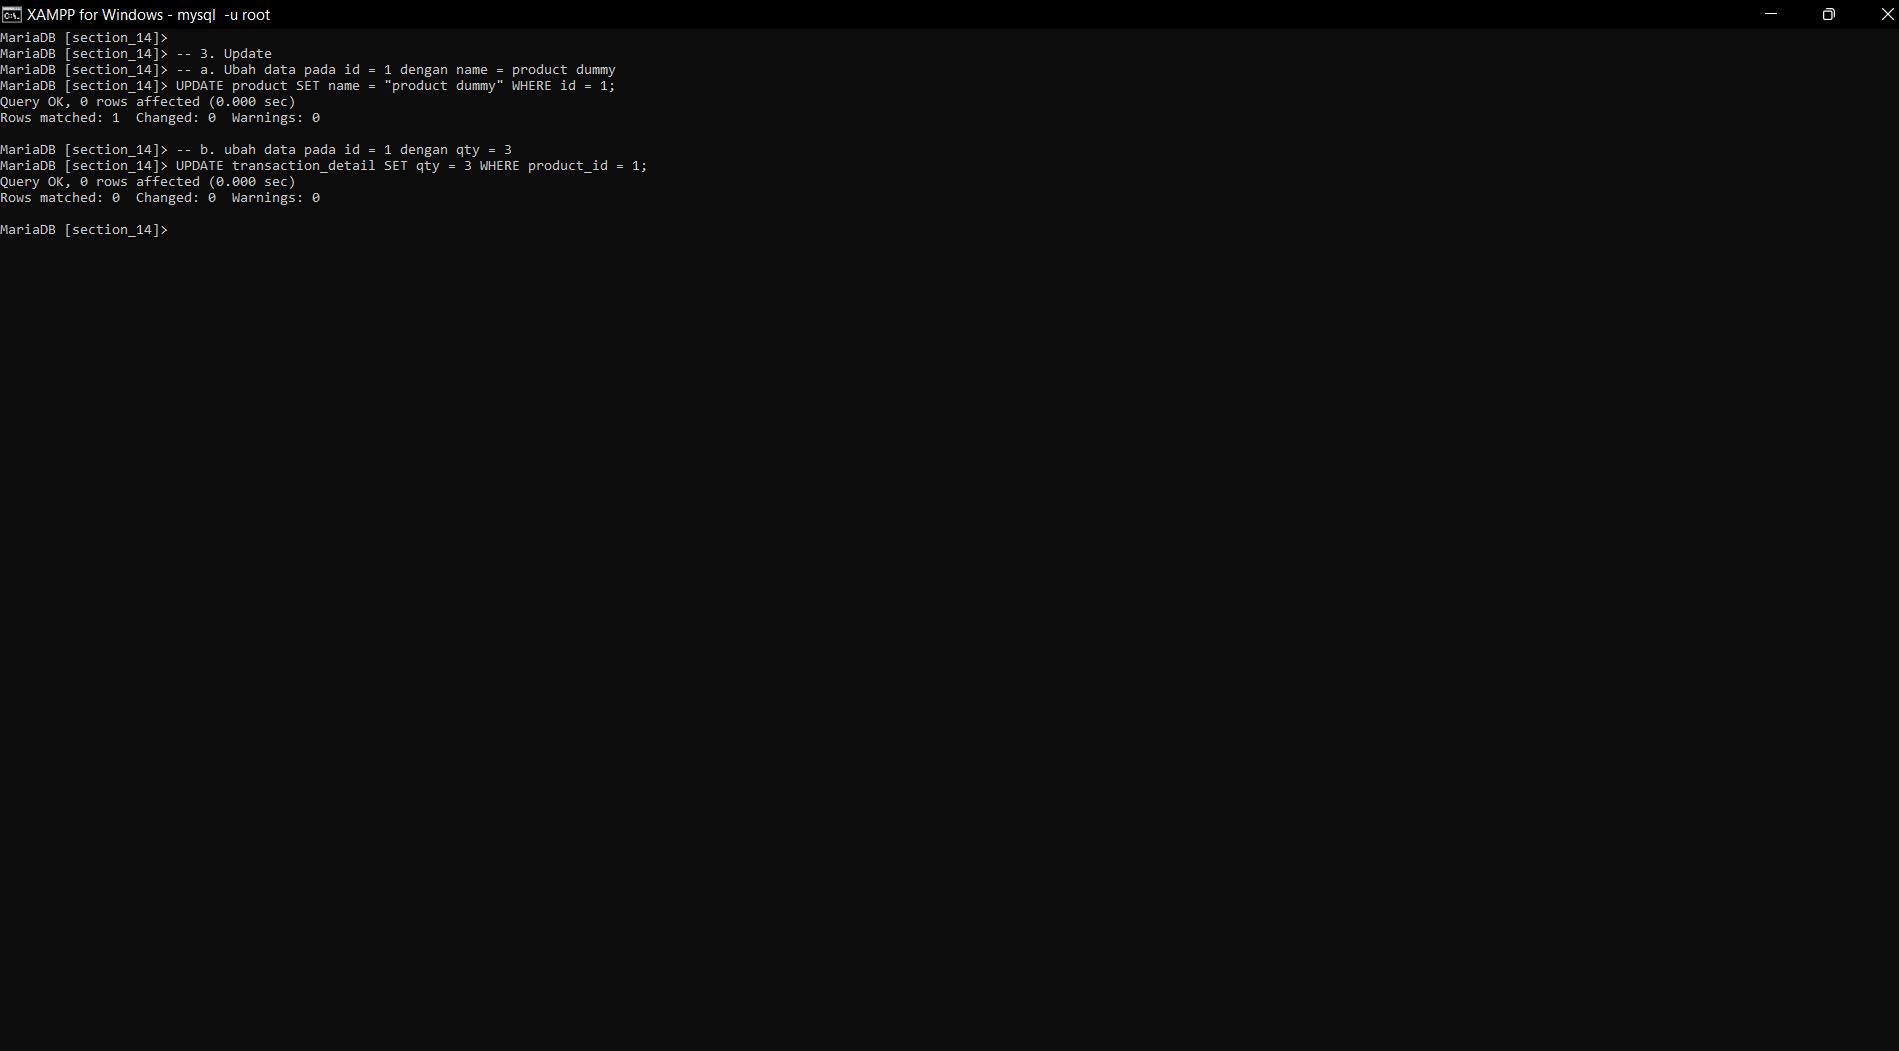 XAMPP for Windows - mysql  -u root
MariaDB [section_14]>
MariaDB [section_14]> -- 3. Update
MariaDB [section_14]> -- a. Ubah data pada id = 1 dengan name = product dummy
MariaDB [section_14]> UPDATE product SET name = "product dummy" WHERE id = 1;
Query OK, 0 rows affected (0.000 sec)
Rows matched: 1  Changed: 0  Warnings: 0
MariaDB [section_14]> -- b. ubah data pada id = 1 dengan qty = 3
MariaDB [section_14]> UPDATE transaction_detail SET qty = 3 WHERE product_id = 1;
Query OK, 0 rows affected (0.000 sec)
Rows matched: 0  Changed: 0  Warnings: 0
MariaDB [section_14]>